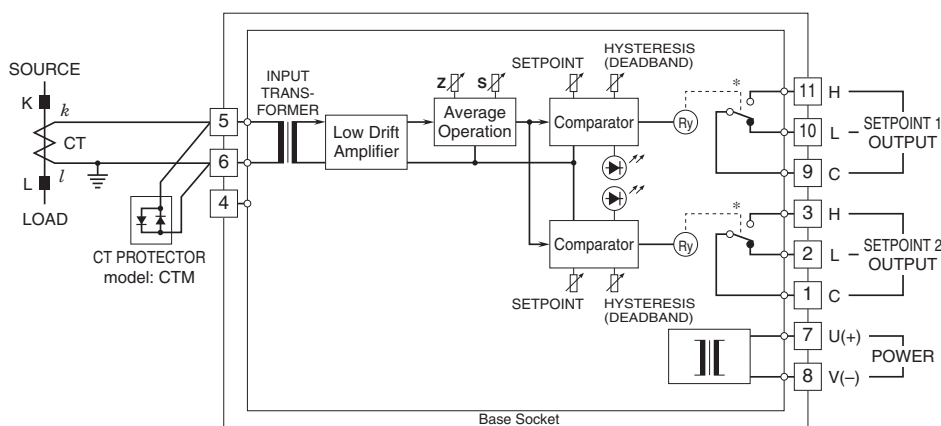 SOURCE
K
k
CT
L
l
LOAD
CT PROTECTOR
model: CTM
5
6
4
INPUT
TRANS-
FORMER
Low Drift
Amplifier
Z
S
Average
Operation
SETPOINT
HYSTERESIS
(DEADBAND)
Comparator
Ry
*
Comparator
Ry
*
SETPOINT
HYSTERESIS
(DEADBAND)
11 H
10 L
9 C
SETPOINT 1
OUTPUT
3 H
2 L
1 C
SETPOINT 2
OUTPUT
7 U(+)
8 V(–)
POWER
Base Socket